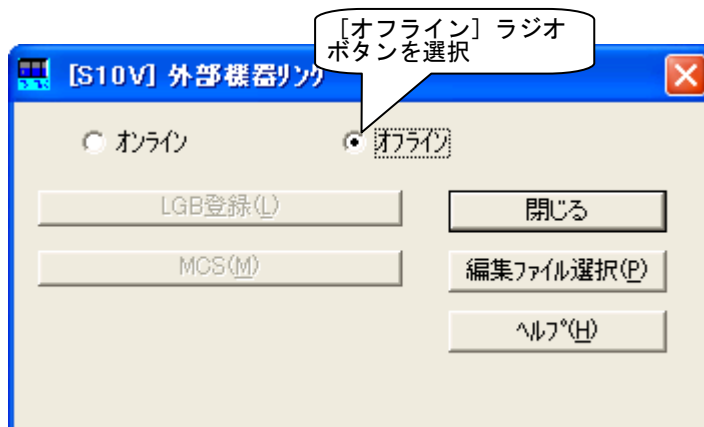 ［オフライン］ラジオ
ボタンを選択
[S10V] 外部機器リンク
オンライン
オフライン
LGB登録(L)
閉じる
MCS(M)
編集ファイル選択(P)
ヘルプ(H)